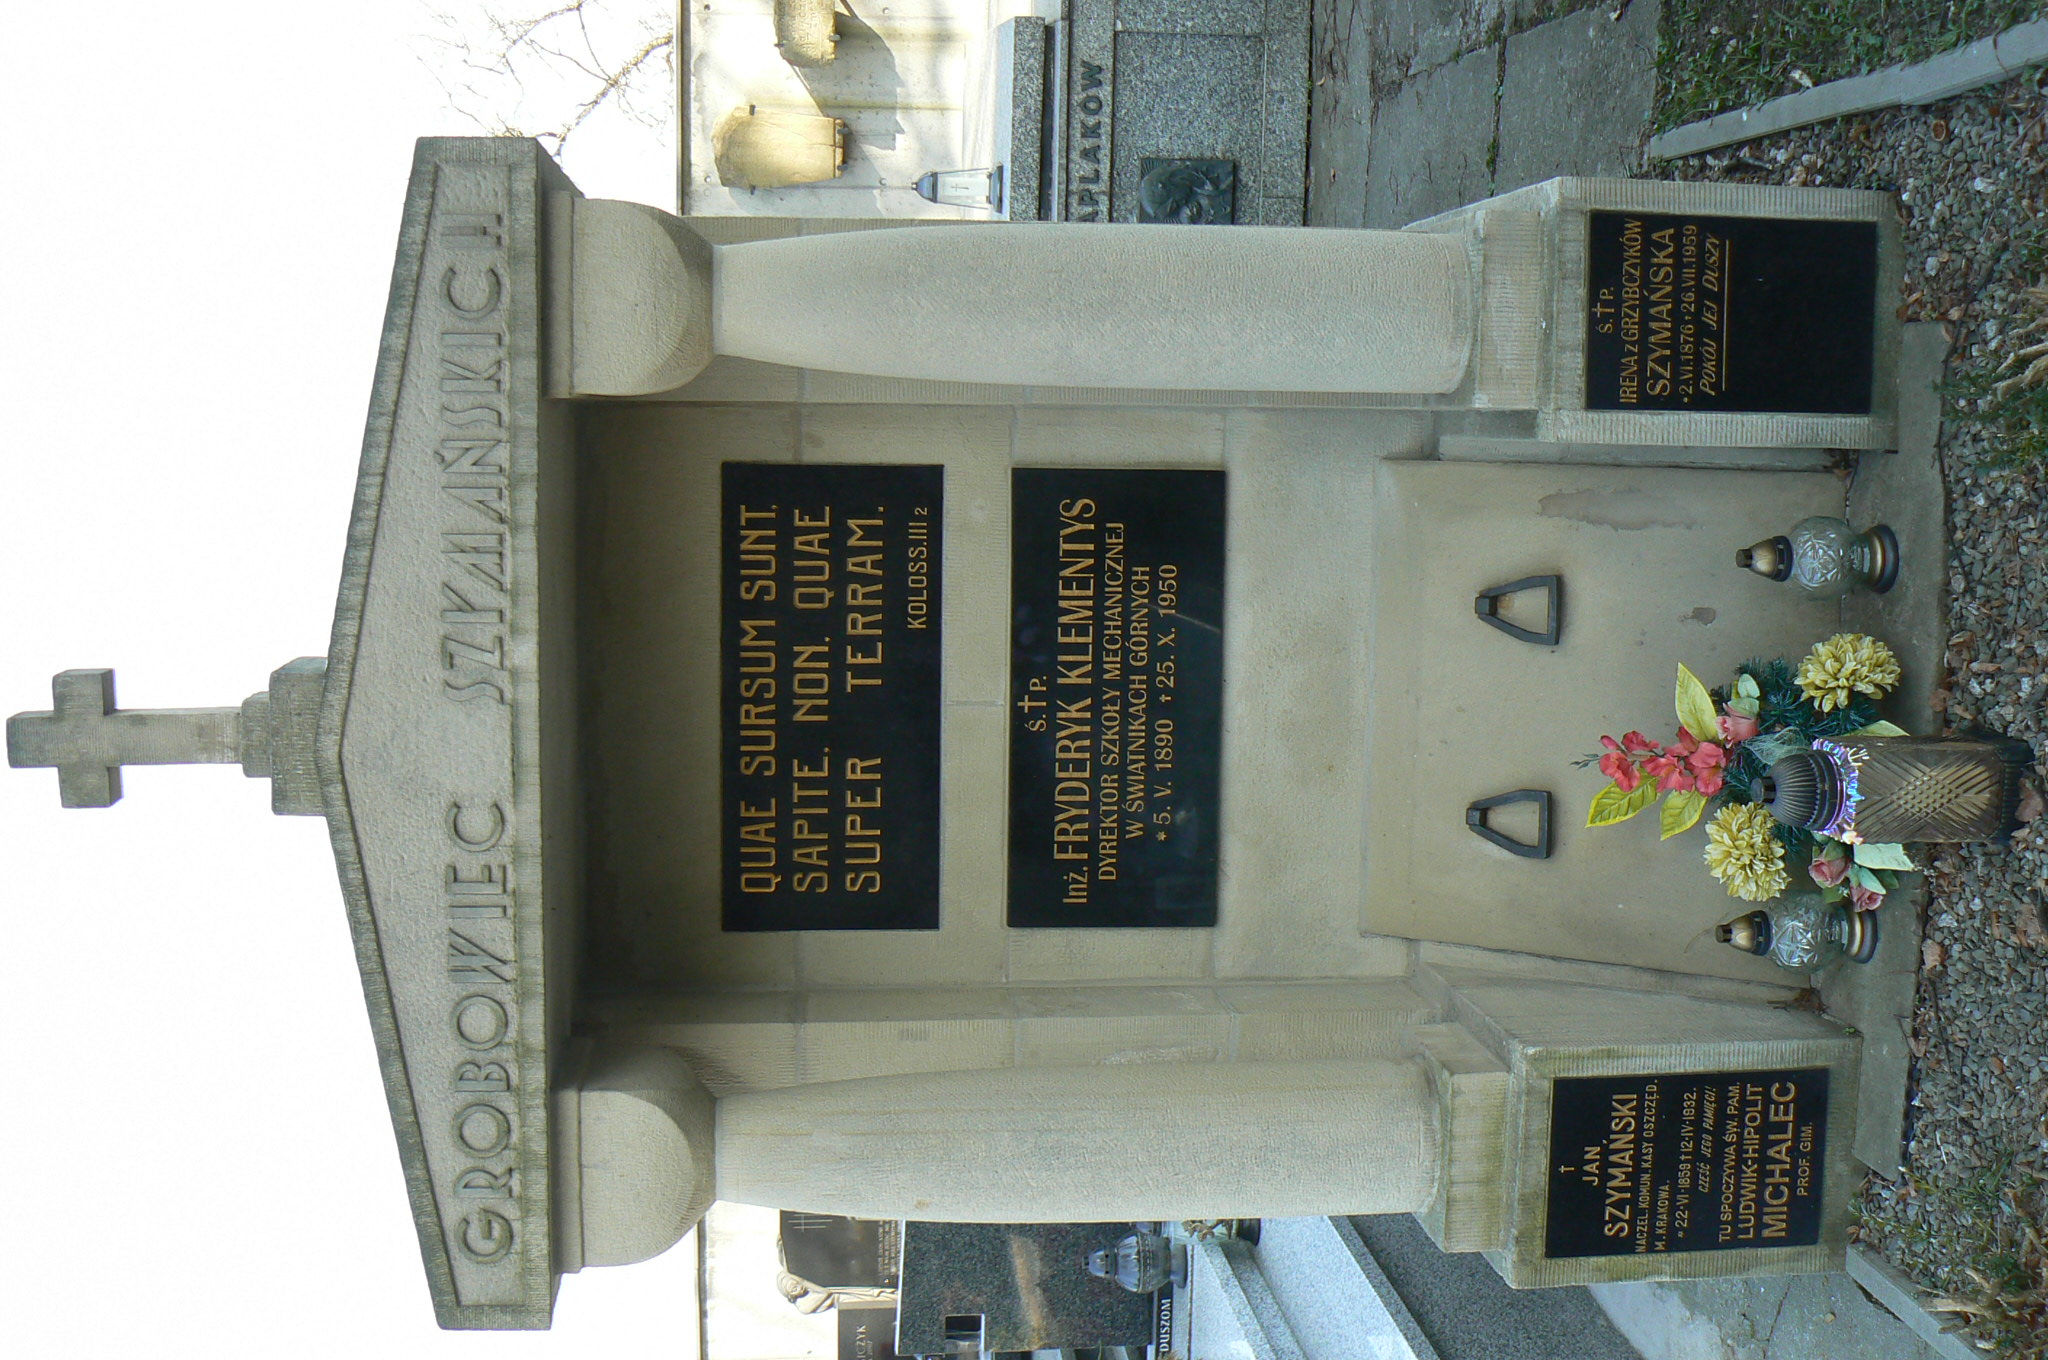 GROBOWIEC SZYMAŃSKICH
QUAE SURSUM SUNT,
SAPITE. NON. QUAE
SUPER TERRAM.
KOLOSS.III 2
Ś.†P.
Inż. FRYDERYK KLEMENTYS
DYREKTOR SZKOŁY MECHANICZNEJ
W ŚWIATNIKACH GÓRNYCH
* 5. V. 1890 † 25. X. 1950
†
JAN
SZYMAŃSKI
NACZEL. KOMUN. KASY OSZCZĘD.
M. KRAKOWA.
* 22·VI·1859 † 12·IV·1932.
CZEŚĆ JEGO PAMIĘCI!
TU SPOCZYWA ŚW. PAM.
LUDWIK-HIPOLIT
MICHALEC
PROF. GIM.
Ś.†P.
IRENA Z GRZYBCZYKÓW
SZYMAŃSKA
* 2.VI.1876 † 26.VII.1959
POKÓJ JEJ DUSZY
APLAKÓW
DUSZOM